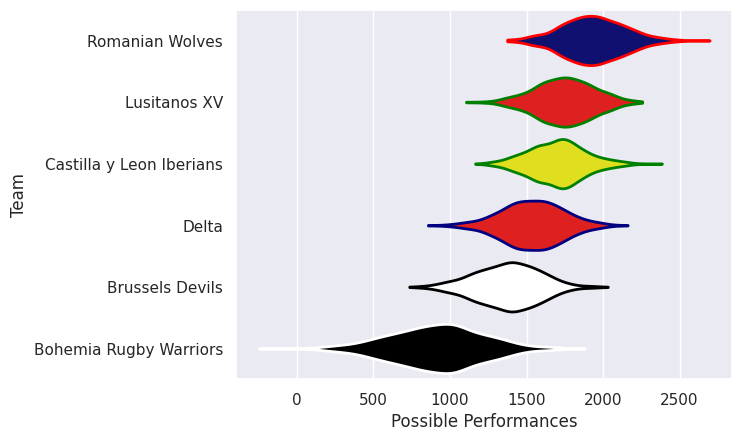 Team
Romanian Wolves
Lusitanos XV
Castilla y Leon Iberians
Delta
Brussels Devils
Bohemia Rugby Warriors
0 500 1000 1500 2000 2500
Possible Performances